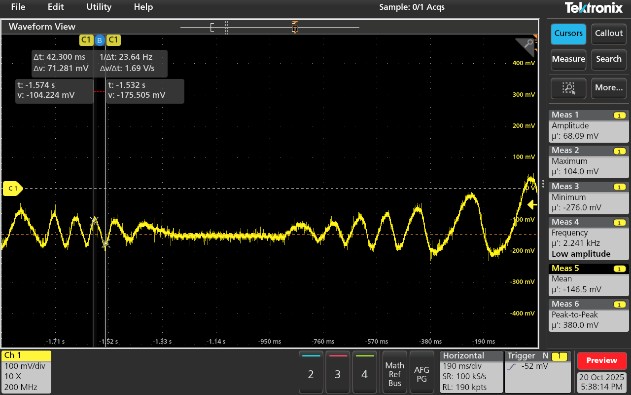 File Edit Utility Help
Sample: 0/1 Acqs
Tektronix
Waveform View
C1 B C1
Δt: 42.300 ms 1/Δt: 23.64 Hz
Δv: 71.281 mV Δv/Δt: 1.69 V/s
t: -1.574 s
v: -104.224 mV
t: -1.532 s
v: -175.505 mV
400 mV
300 mV
200 mV
100 mV
C 1
100 mV
200 mV
-300 mV
-400 mV
-1.71 s -1.52 s -1.33 s -1.14 s -950 ms -760 ms -570 ms -380 ms -190 ms
Cursors Callout
Measure Search
More...
Meas 1 1
Amplitude
μ': 68.09 mV
Meas 2 1
Maximum
μ': 104.0 mV
Meas 3 1
Minimum
μ': -276.0 mV
Meas 4 1
Frequency
μ': 2.241 kHz
Low amplitude
Meas 5 1
Mean
μ': -146.5 mV
Meas 6 1
Peak-to-Peak
μ': 380.0 mV
Ch 1
100 mV/div
10 X
200 MHz
2 3 4
Math
Ref
Bus
AFG
PG
Horizontal
190 ms/div
SR: 100 kS/s
RL: 190 kpts
Trigger N 1
-52 mV
Preview
20 Oct 2025
5:38:14 PM